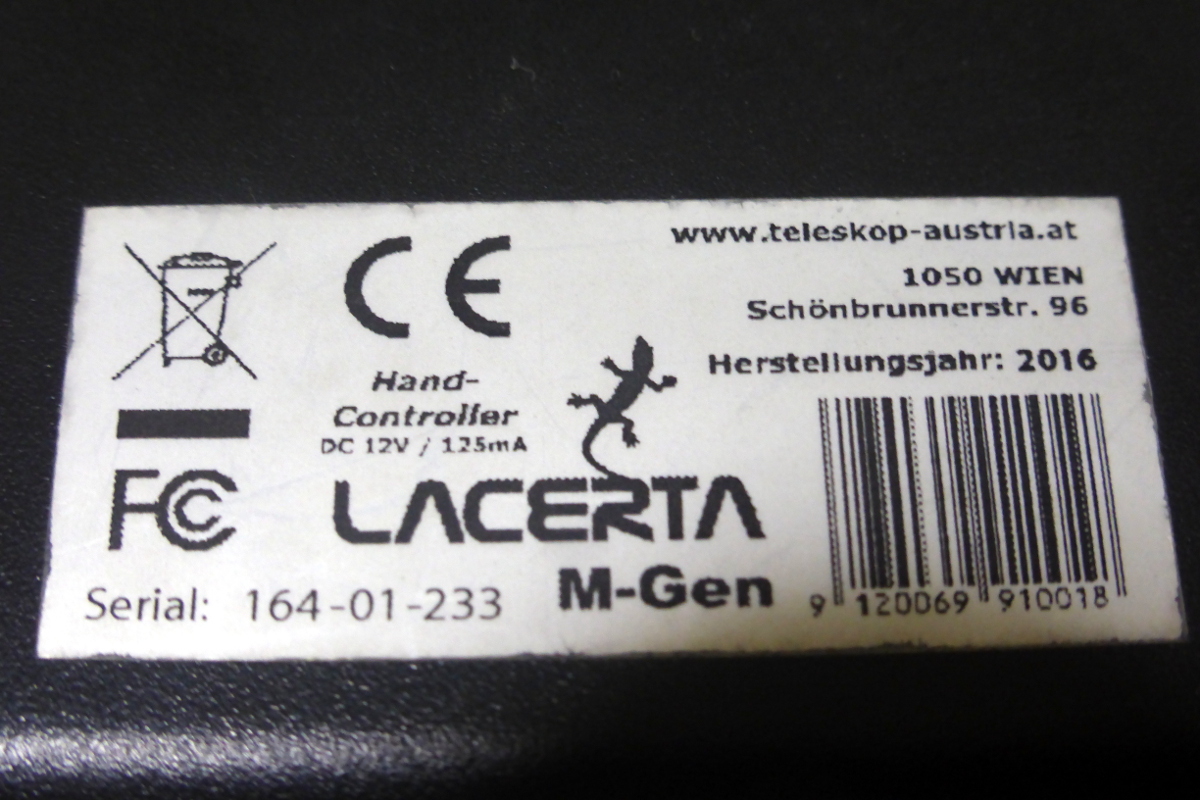 www.teleskop-austria.at
1050 WIEN
Schönbrunnerstr. 96
Herstellungsjahr: 2016
CE
Hand-
Controller
DC 12V / 125mA
FC
LACERTA
M-Gen
Serial: 164-01-233
9 120069 910018